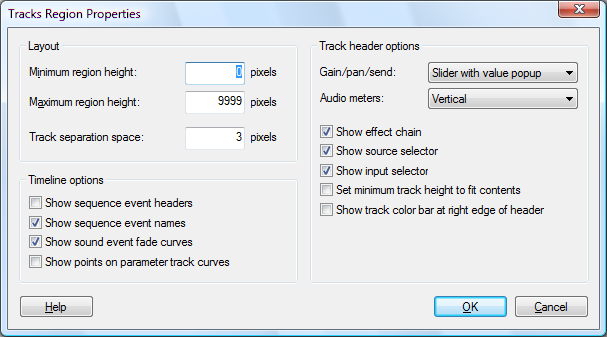 Tracks Region Properties
Layout
Minimum region height: 0 pixels
Maximum region height: 9999 pixels
Track separation space: 3 pixels
Timeline options
Show sequence event headers
Show sequence event names
Show sound event fade curves
Show points on parameter track curves
Track header options
Gain/pan/send: Slider with value popup
Audio meters: Vertical
Show effect chain
Show source selector
Show input selector
Set minimum track height to fit contents
Show track color bar at right edge of header
Help
OK
Cancel